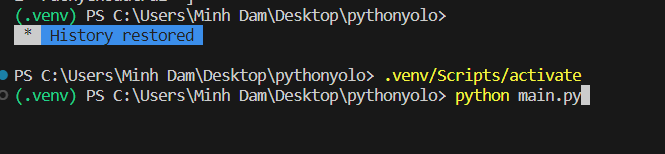 (.venv) PS C:\Users\Minh Dam\Desktop\pythonyolo>
* History restored
PS C:\Users\Minh Dam\Desktop\pythonyolo> .venv/Scripts/activate
(.venv) PS C:\Users\Minh Dam\Desktop\pythonyolo> python main.py